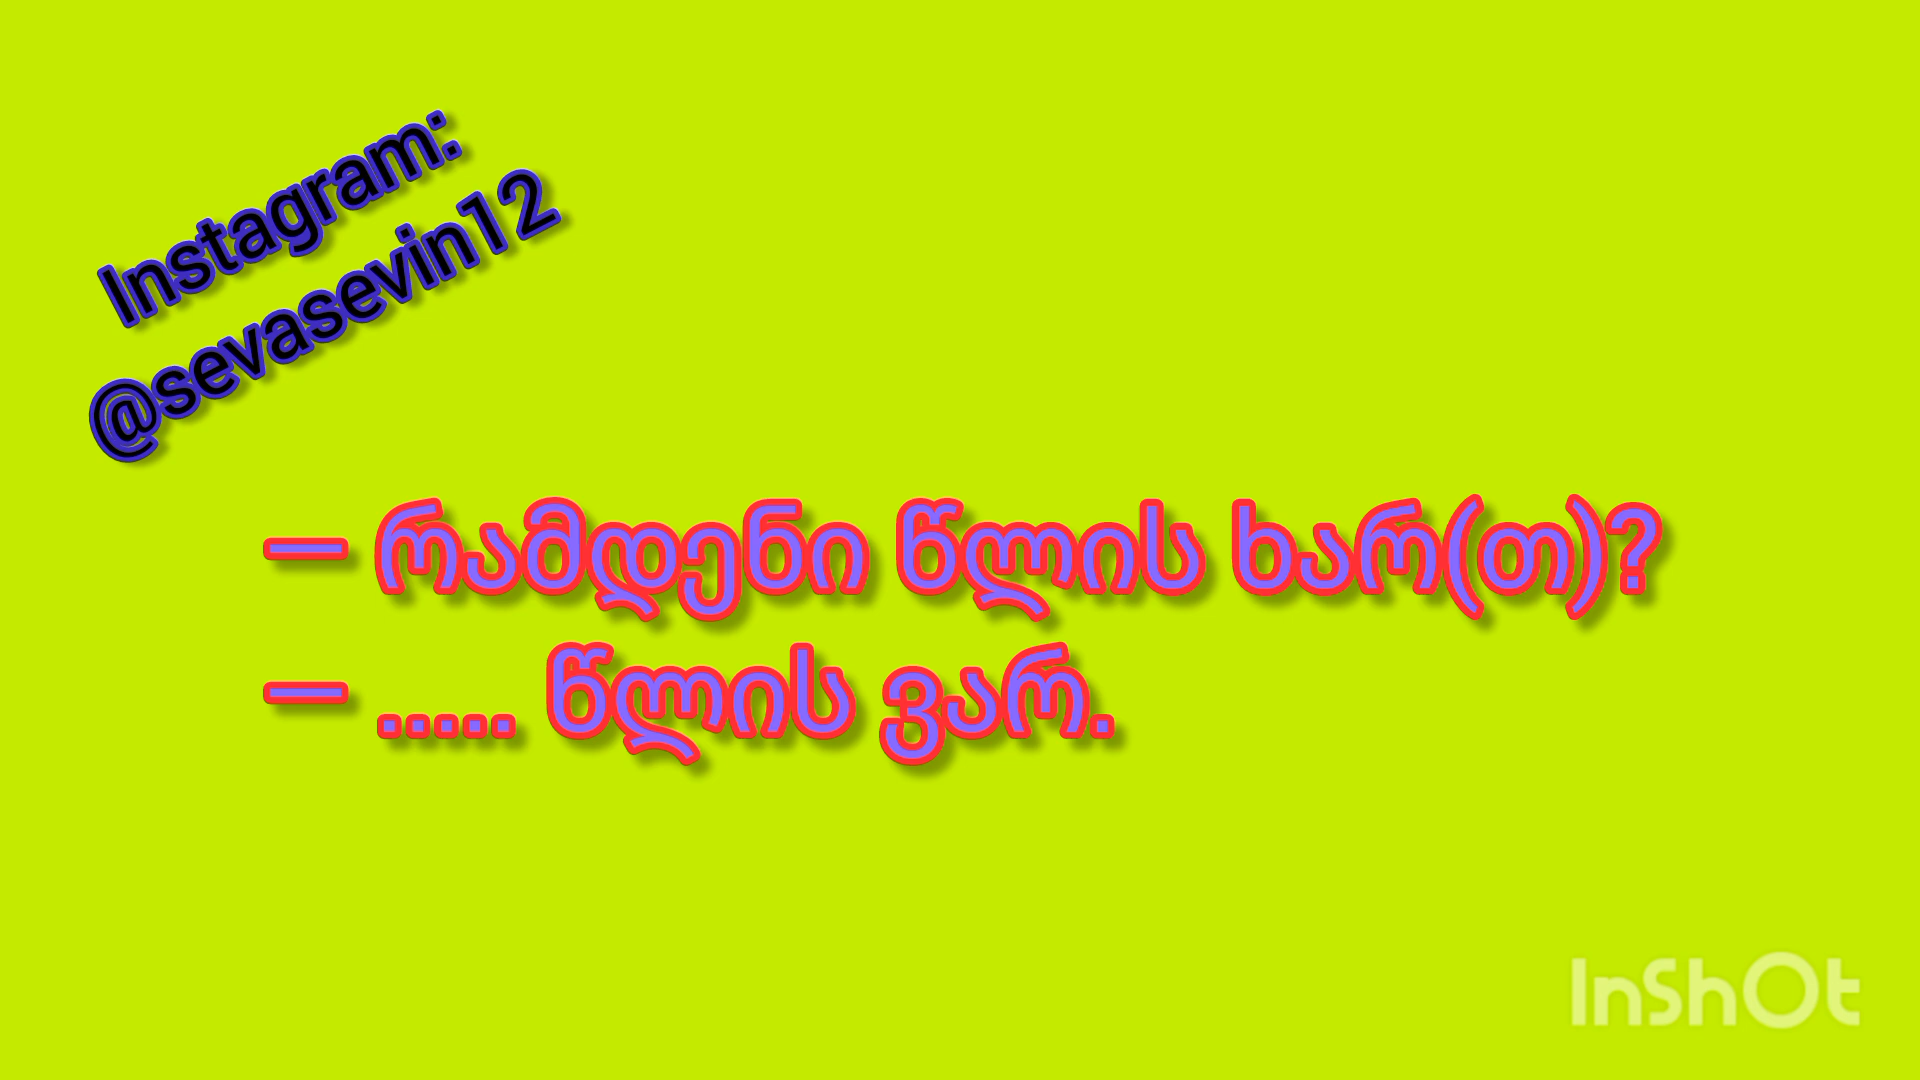 Instagram:
@sevasevin12
– რამდენი წლის ხარ(თ)?
– ..... წლის ვარ.
InShOt